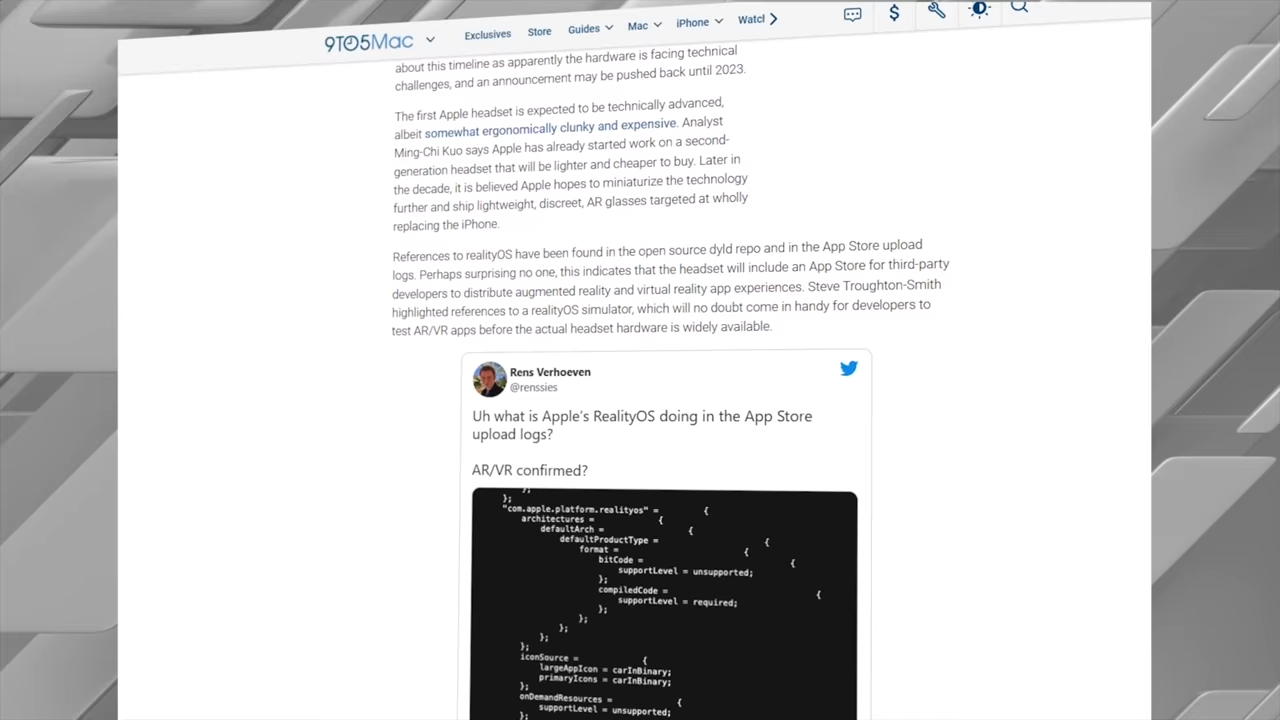 9TO5Mac
Exclusives Store Guides Mac iPhone Watch
about this timeline as apparently the hardware is facing technical
challenges, and an announcement may be pushed back until 2023.
The first Apple headset is expected to be technically advanced,
albeit somewhat ergonomically clunky and expensive. Analyst
Ming-Chi Kuo says Apple has already started work on a second-
generation headset that will be lighter and cheaper to buy. Later in
the decade, it is believed Apple hopes to miniaturize the technology
further and ship lightweight, discreet, AR glasses targeted at wholly
replacing the iPhone.
References to realityOS have been found in the open source dyld repo and in the App Store upload
logs. Perhaps surprising no one, this indicates that the headset will include an App Store for third-party
developers to distribute augmented reality and virtual reality app experiences. Steve Troughton-Smith
highlighted references to a realityOS simulator, which will no doubt come in handy for developers to
test AR/VR apps before the actual headset hardware is widely available.
Rens Verhoeven
@renssies
Uh what is Apple's RealityOS doing in the App Store
upload logs?
AR/VR confirmed?
};
};
"com.apple.platform.realityos" = {
architectures = {
defaultArch = {
defaultProductType = {
format = {
bitCode = {
supportLevel = unsupported;
};
compiledCode = {
supportLevel = required;
};
};
};
};
};
iconSource = {
largeAppIcon = carInBinary;
primaryIcons = carInBinary;
};
onDemandResources = {
supportLevel = unsupported;
};